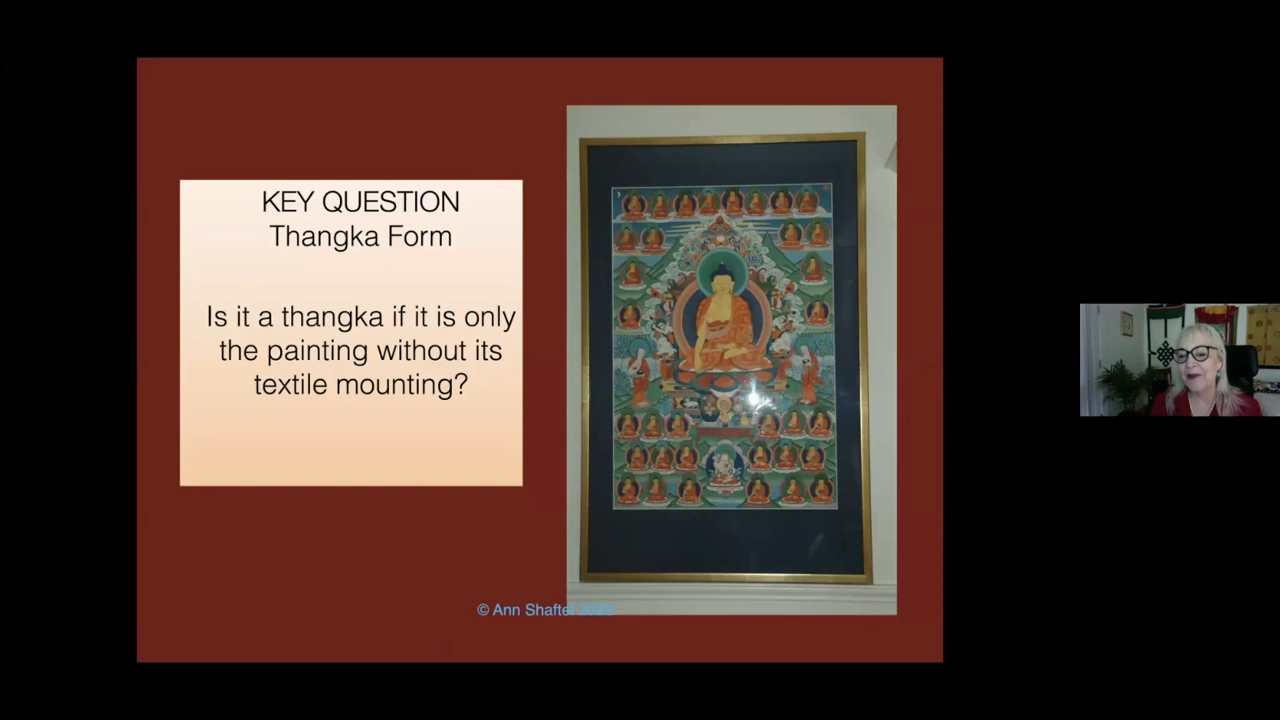 KEY QUESTION
Thangka Form
Is it a thangka if it is only
the painting without its
textile mounting?
© Ann Shaftel